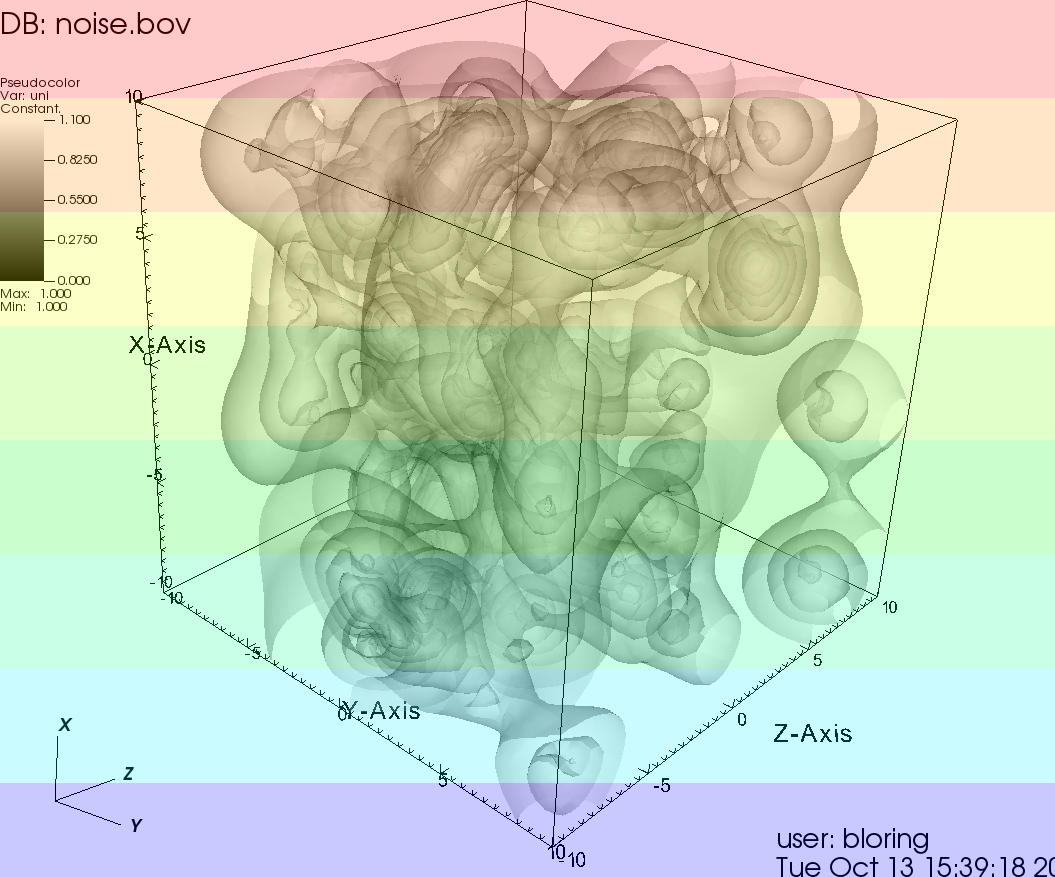 DB: noise.bov
Pseudocolor
Var: uni
Constant.
1.100
0.8250
0.5500
0.2750
0.000
Max: 1.000
Min: 1.000
10
5
X-Axis
0
-5
-10
-10
-5
0
Y-Axis
5
10
-10
-5
0
Z-Axis
5
10
X
Z
Y
user: bloring
Tue Oct 13 15:39:18 20